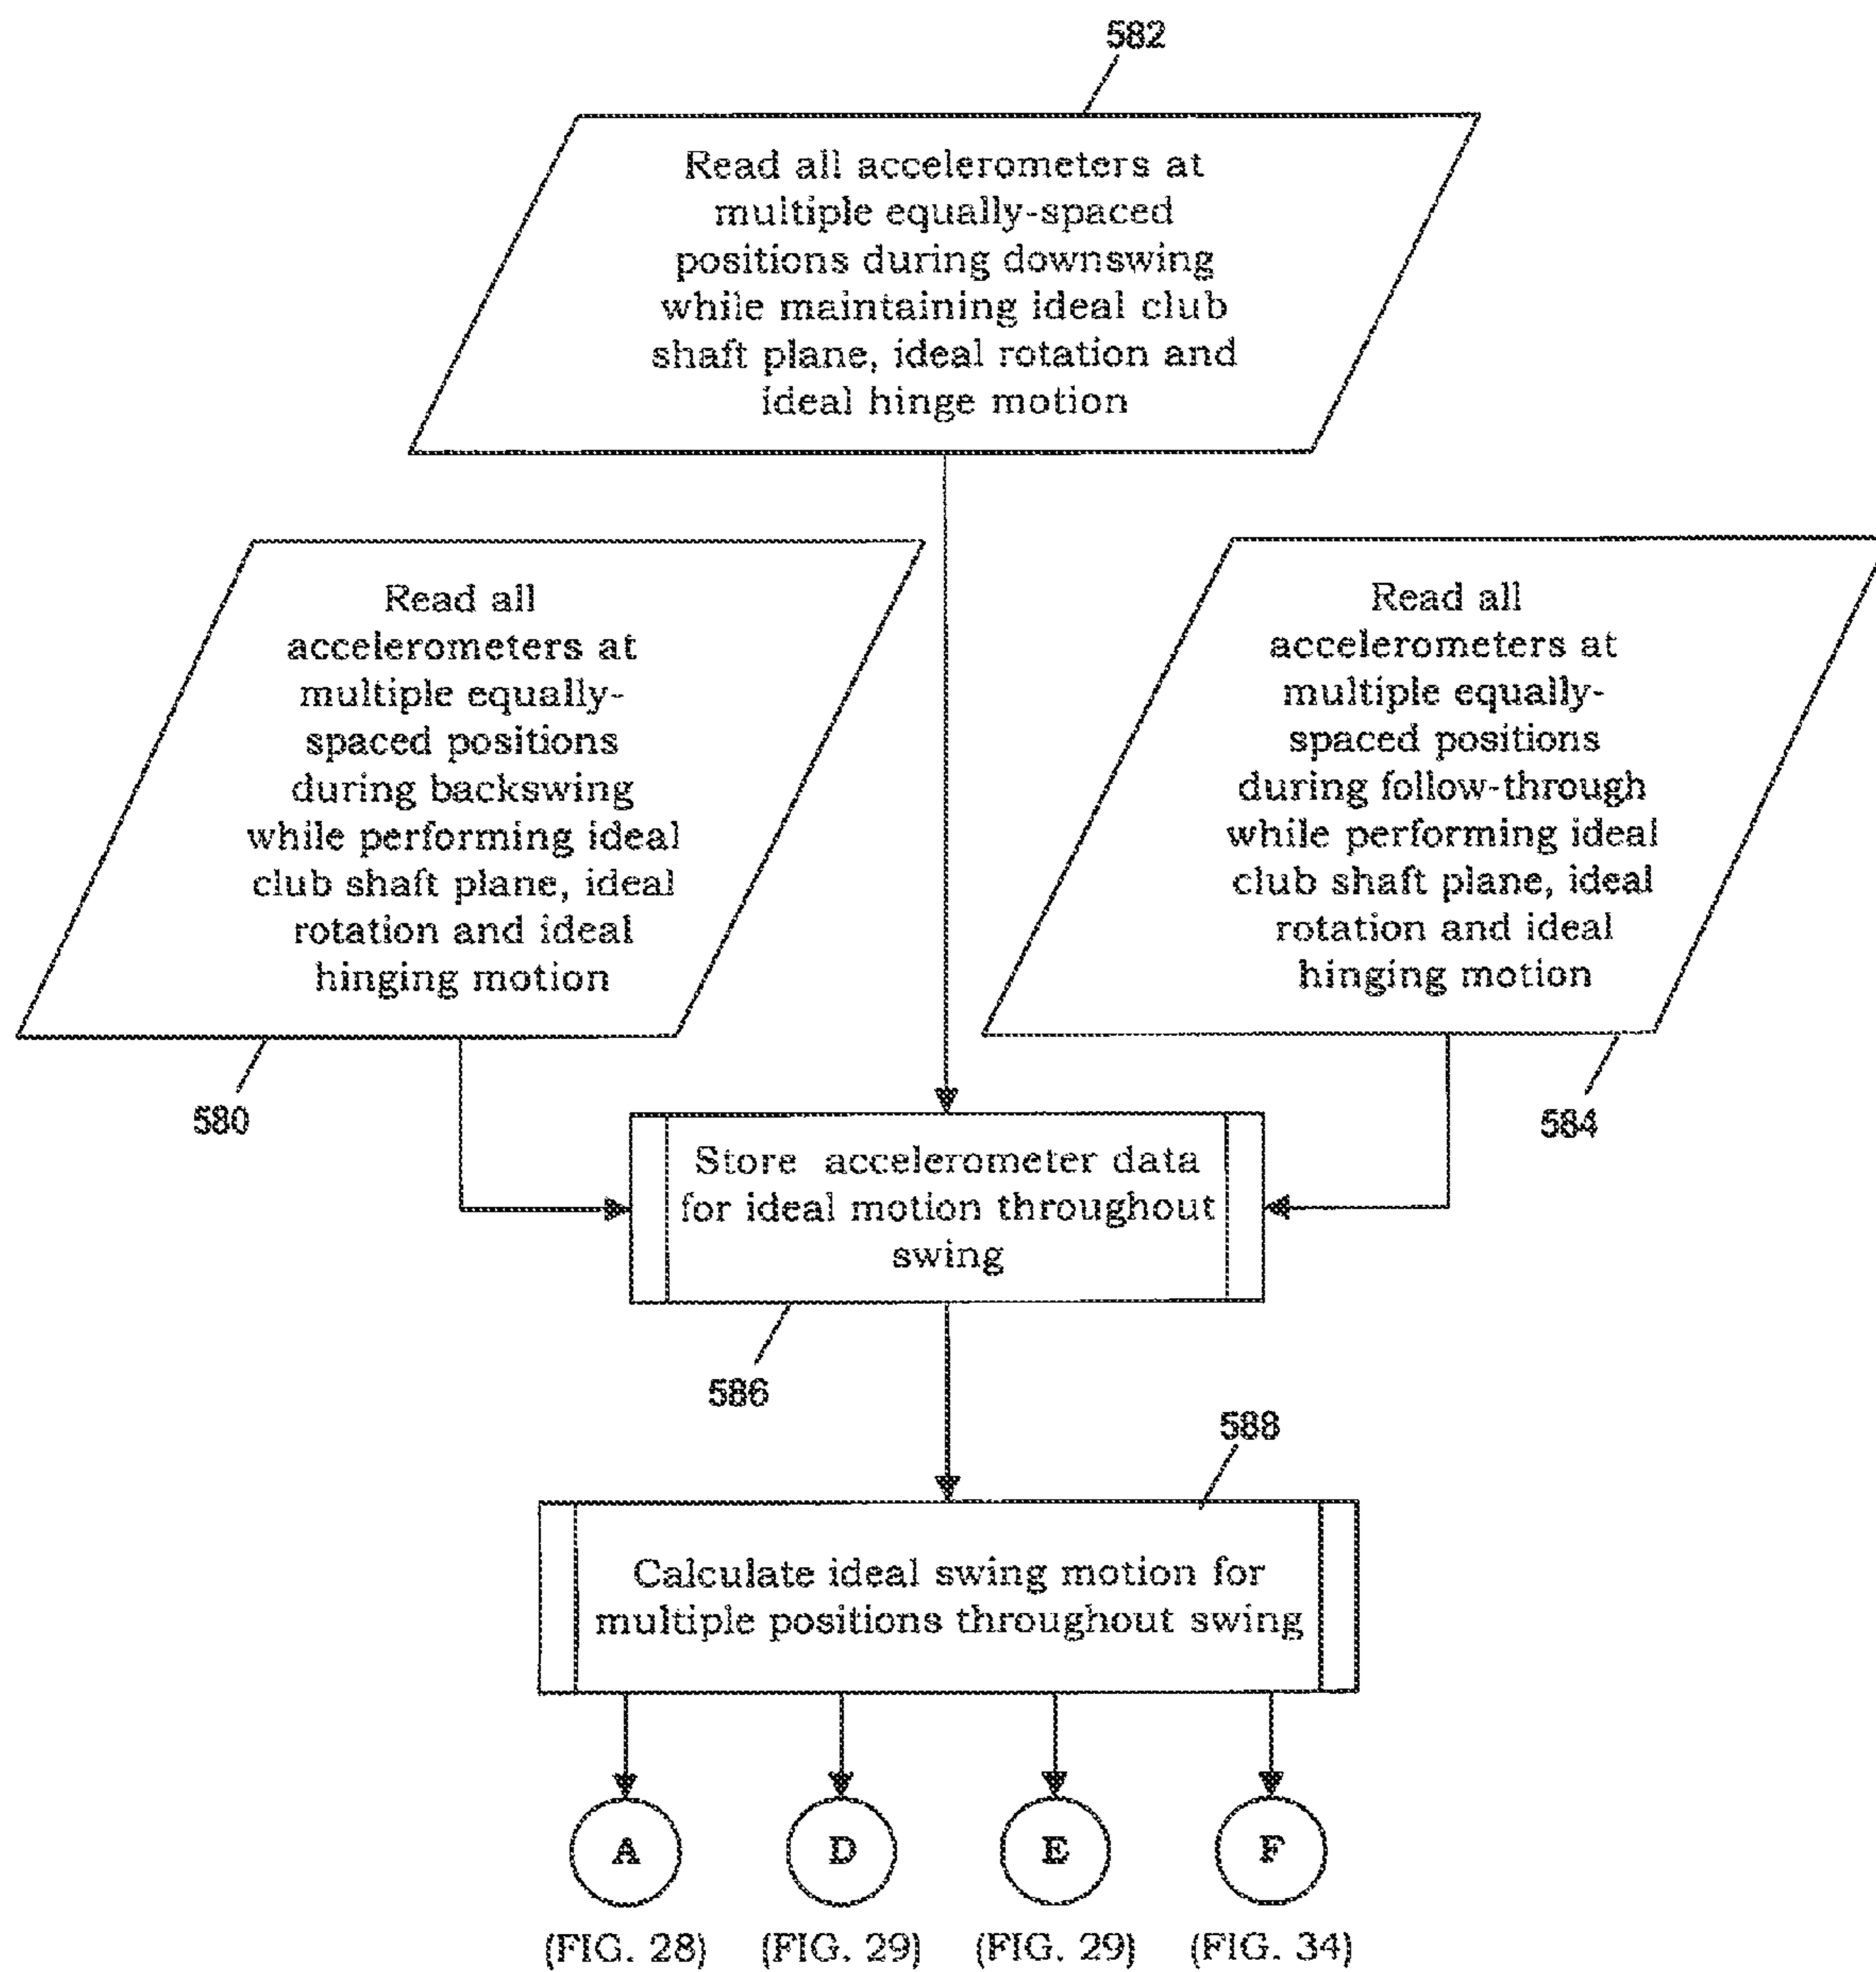 582
Read all accelerometers at
multiple equally-spaced
positions during downswing
while maintaining ideal club
shaft plane, ideal rotation and
ideal hinge motion
Read all
accelerometers at
multiple equally-
spaced positions
during backswing
while performing ideal
club shaft plane, ideal
rotation and ideal
hinging motion
580
Read all
accelerometers at
multiple equally-
spaced positions
during follow-through
while performing ideal
club shaft plane, ideal
rotation and ideal
hinging motion
584
Store accelerometer data
for ideal motion throughout
swing
586
588
Calculate ideal swing motion for
multiple positions throughout swing
A D E F
(FIG. 28) (FIG. 29) (FIG. 29) (FIG. 34)